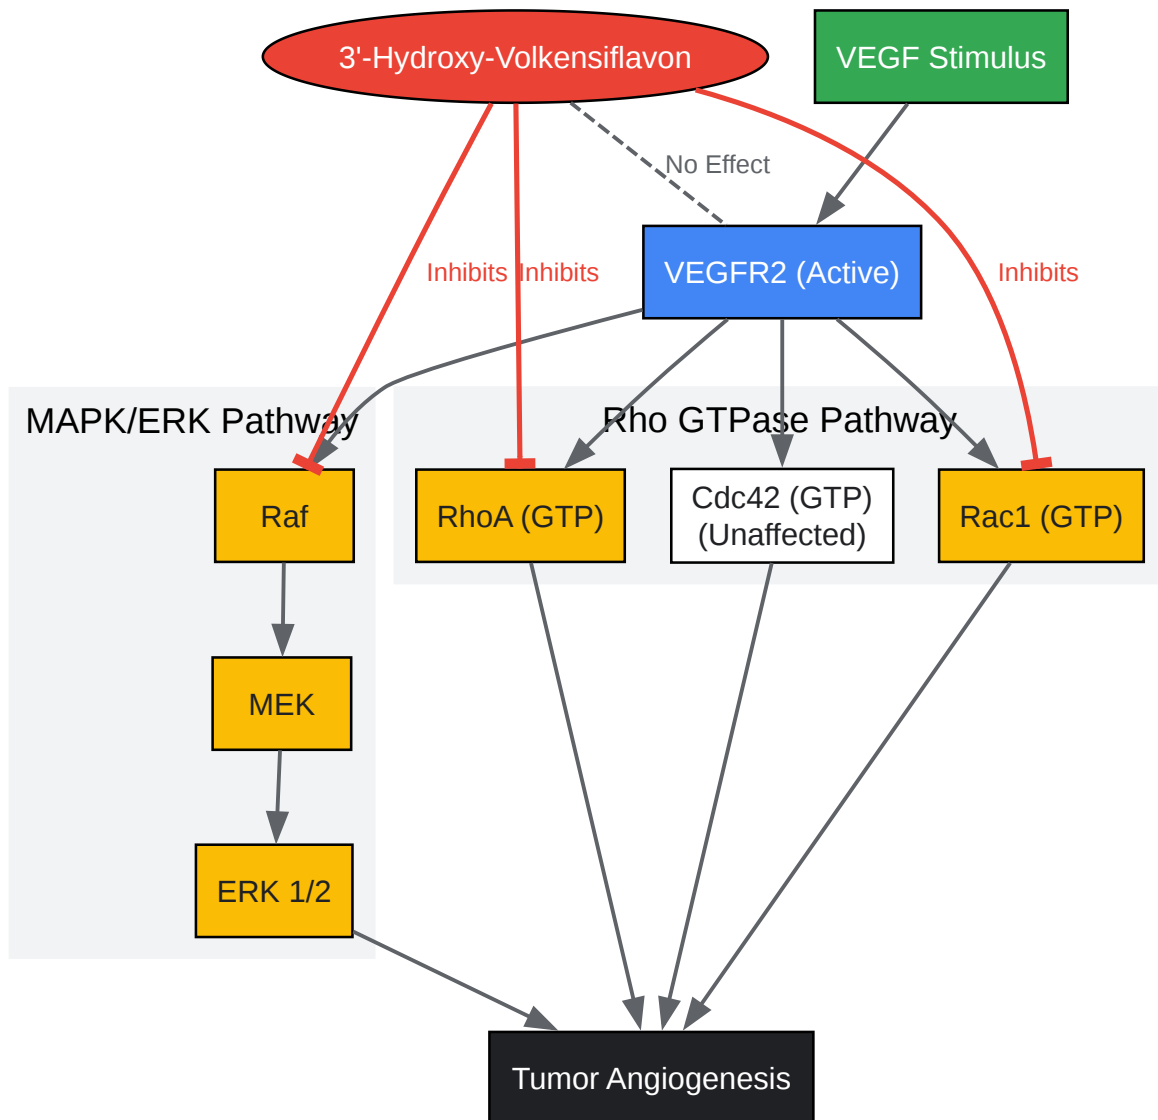 3'-Hydroxy-Volkensiflavon
VEGF Stimulus
No Effect
Inhibits
Inhibits
VEGFR2 (Active)
Inhibits
MAPK/ERK Pathway
Rho GTPase Pathway
Raf
RhoA (GTP)
Cdc42 (GTP)
(Unaffected)
Rac1 (GTP)
MEK
ERK 1/2
Tumor Angiogenesis